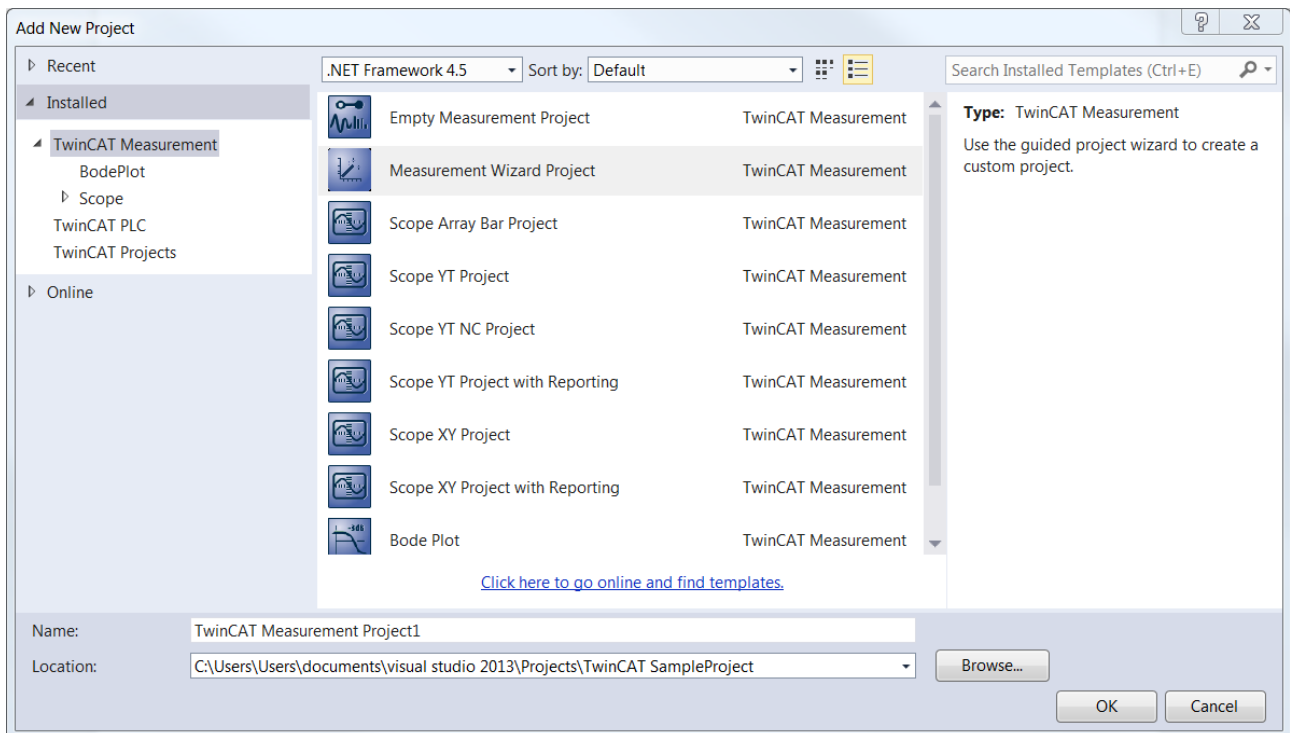 Add New Project
Recent
.NET Framework 4.5 Sort by: Default
Search Installed Templates (Ctrl+E)
Installed
TwinCAT Measurement
BodePlot
Scope
TwinCAT PLC
TwinCAT Projects
Online
Empty Measurement Project TwinCAT Measurement
Measurement Wizard Project TwinCAT Measurement
Scope Array Bar Project TwinCAT Measurement
Scope YT Project TwinCAT Measurement
Scope YT NC Project TwinCAT Measurement
Scope YT Project with Reporting TwinCAT Measurement
Scope XY Project TwinCAT Measurement
Scope XY Project with Reporting TwinCAT Measurement
Bode Plot TwinCAT Measurement
Click here to go online and find templates.
Type: TwinCAT Measurement
Use the guided project wizard to create a
custom project.
Name: TwinCAT Measurement Project1
Location: C:\Users\Users\documents\visual studio 2013\Projects\TwinCAT SampleProject Browse...
OK Cancel